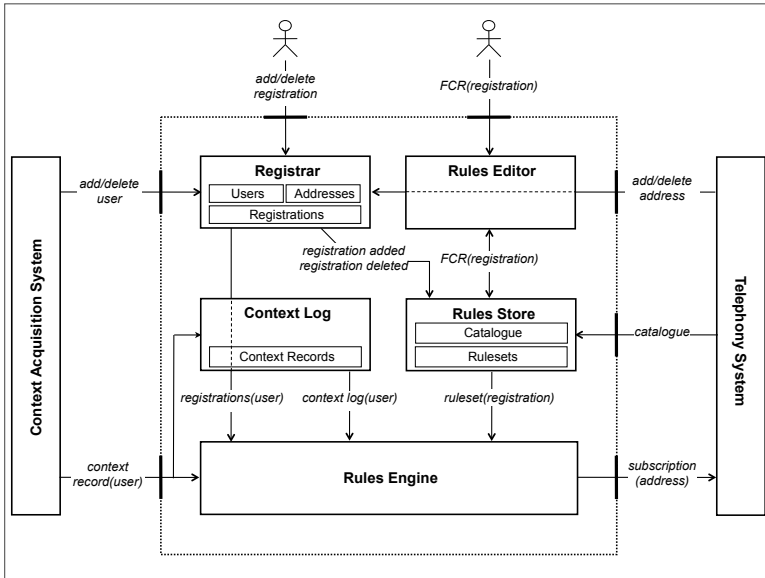 add/delete
registration
FCR(registration)
Registrar
Users
Addresses
Registrations
Rules Editor
add/delete
user
add/delete
address
registration added
registration deleted
FCR(registration)
Context Acquisition System
Telephony System
Context Log
Context Records
Rules Store
Catalogue
Rulesets
catalogue
registrations(user)
context log(user)
ruleset(registration)
context
record(user)
Rules Engine
subscription
(address)